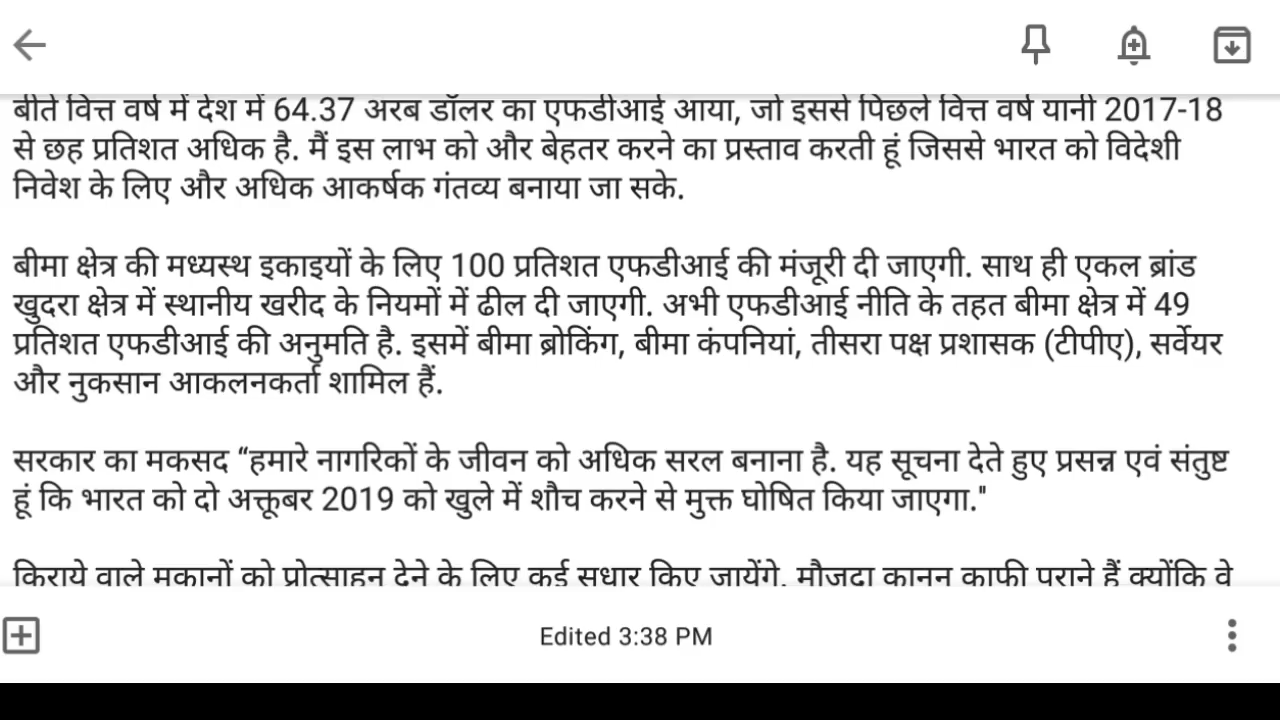 बीते वित्त वर्ष में देश में 64.37 अरब डॉलर का एफडीआई आया, जो इससे पिछले वित्त वर्ष यानी 2017-18
से छह प्रतिशत अधिक है. मैं इस लाभ को और बेहतर करने का प्रस्ताव करती हूं जिससे भारत को विदेशी
निवेश के लिए और अधिक आकर्षक गंतव्य बनाया जा सके.
बीमा क्षेत्र की मध्यस्थ इकाइयों के लिए 100 प्रतिशत एफडीआई की मंजूरी दी जाएगी. साथ ही एकल ब्रांड
खुदरा क्षेत्र में स्थानीय खरीद के नियमों में ढील दी जाएगी. अभी एफडीआई नीति के तहत बीमा क्षेत्र में 49
प्रतिशत एफडीआई की अनुमति है. इसमें बीमा ब्रोकिंग, बीमा कंपनियां, तीसरा पक्ष प्रशासक (टीपीए), सर्वेयर
और नुकसान आकलनकर्ता शामिल हैं.
सरकार का मकसद “हमारे नागरिकों के जीवन को अधिक सरल बनाना है. यह सूचना देते हुए प्रसन्न एवं संतुष्ट
हूं कि भारत को दो अक्तूबर 2019 को खुले में शौच करने से मुक्त घोषित किया जाएगा."
किराये वाले मकानों को प्रोत्साहन देने के लिए कई सुधार किए जायेंगे. मौजूदा कानून काफी पुराने हैं क्योंकि वे
Edited 3:38 PM